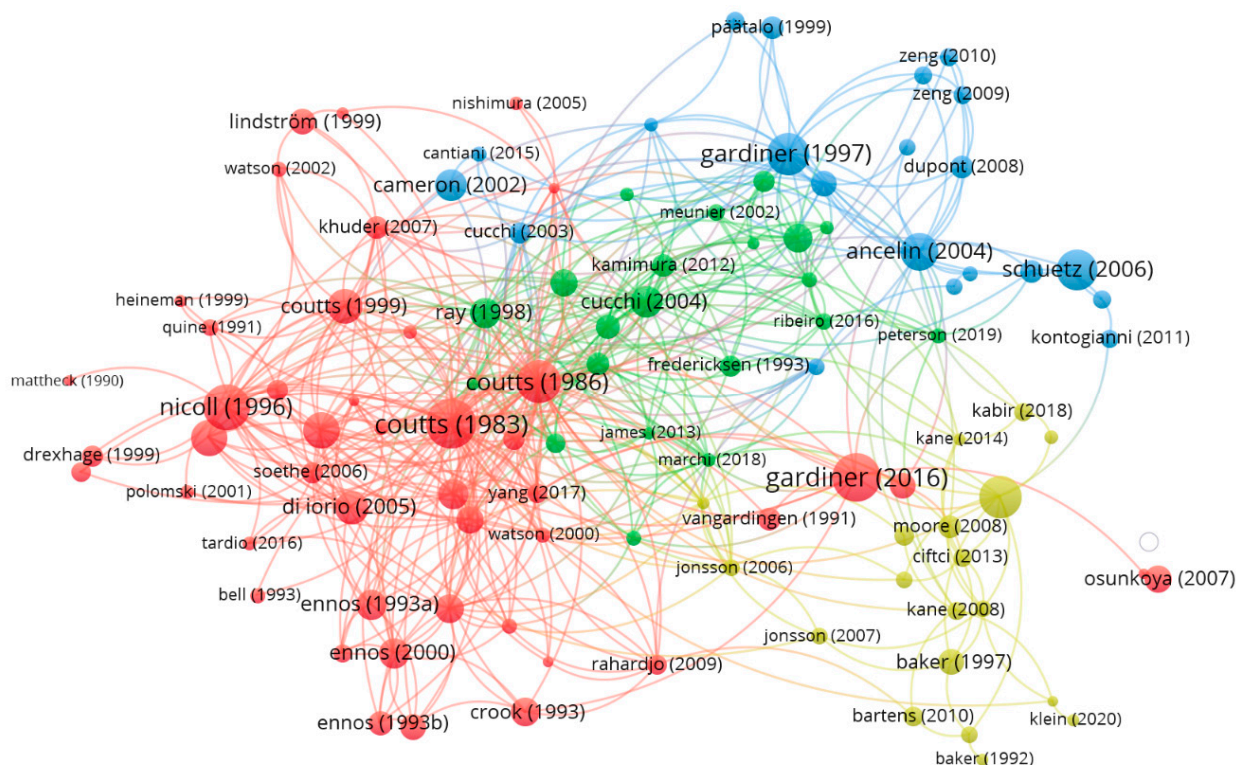 päätalo (1999)
zeng (2010)
zeng (2009)
nishimura (2005)
lindström (1999)
cantiani (2015)
gardiner (1997)
watson (2002)
dupont (2008)
cameron (2002)
meunier (2002)
khuder (2007)
cucchi (2003)
ancelin (2004)
kamimura (2012)
schuetz (2006)
heineman (1999)
coutts (1999)
cucchi (2004)
ray (1998)
quine (1991)
ribeiro (2016)
peterson (2019)
kontogianni (2011)
fredericksen (1993)
mattheck (1990)
coutts (1986)
nicoll (1996)
kabir (2018)
coutts (1983)
james (2013)
kane (2014)
drexhage (1999)
marchi (2018)
soethe (2006)
gardiner (2016)
polomski (2001)
yang (2017)
di iorio (2005)
vangardingen (1991)
moore (2008)
watson (2000)
tardio (2016)
ciftci (2013)
jonsson (2006)
osunkoya (2007)
bell (1993)
ennos (1993a)
kane (2008)
jonsson (2007)
ennos (2000)
rahardjo (2009)
baker (1997)
crook (1993)
ennos (1993b)
bartens (2010)
klein (2020)
baker (1992)